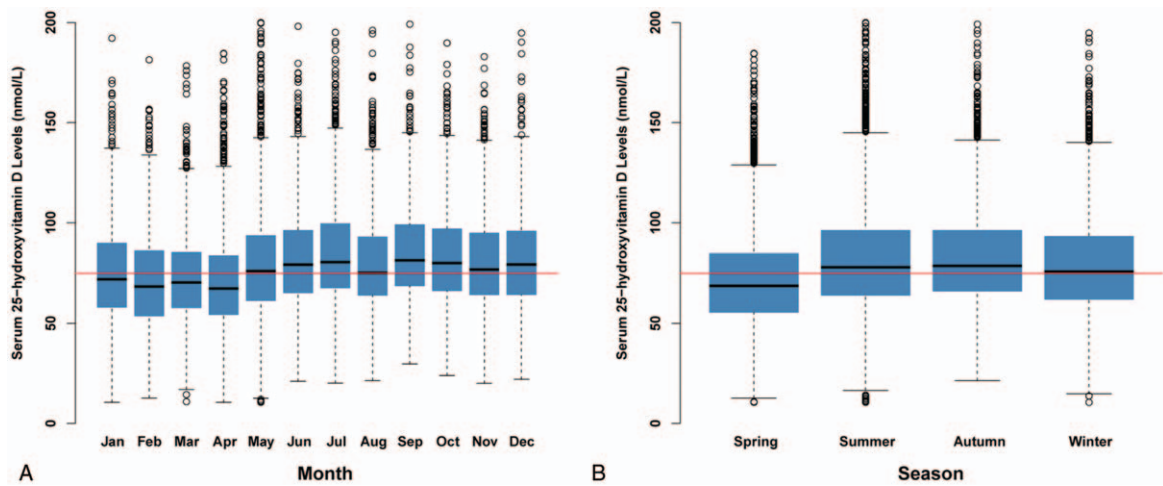 Serum 25-hydroxyvitamin D Levels (nmol/L)
200
150
100
50
0
Jan Feb Mar Apr May Jun Jul Aug Sep Oct Nov Dec
A
Month
Serum 25-hydroxyvitamin D Levels (nmol/L)
200
150
100
50
0
Spring Summer Autumn Winter
B
Season